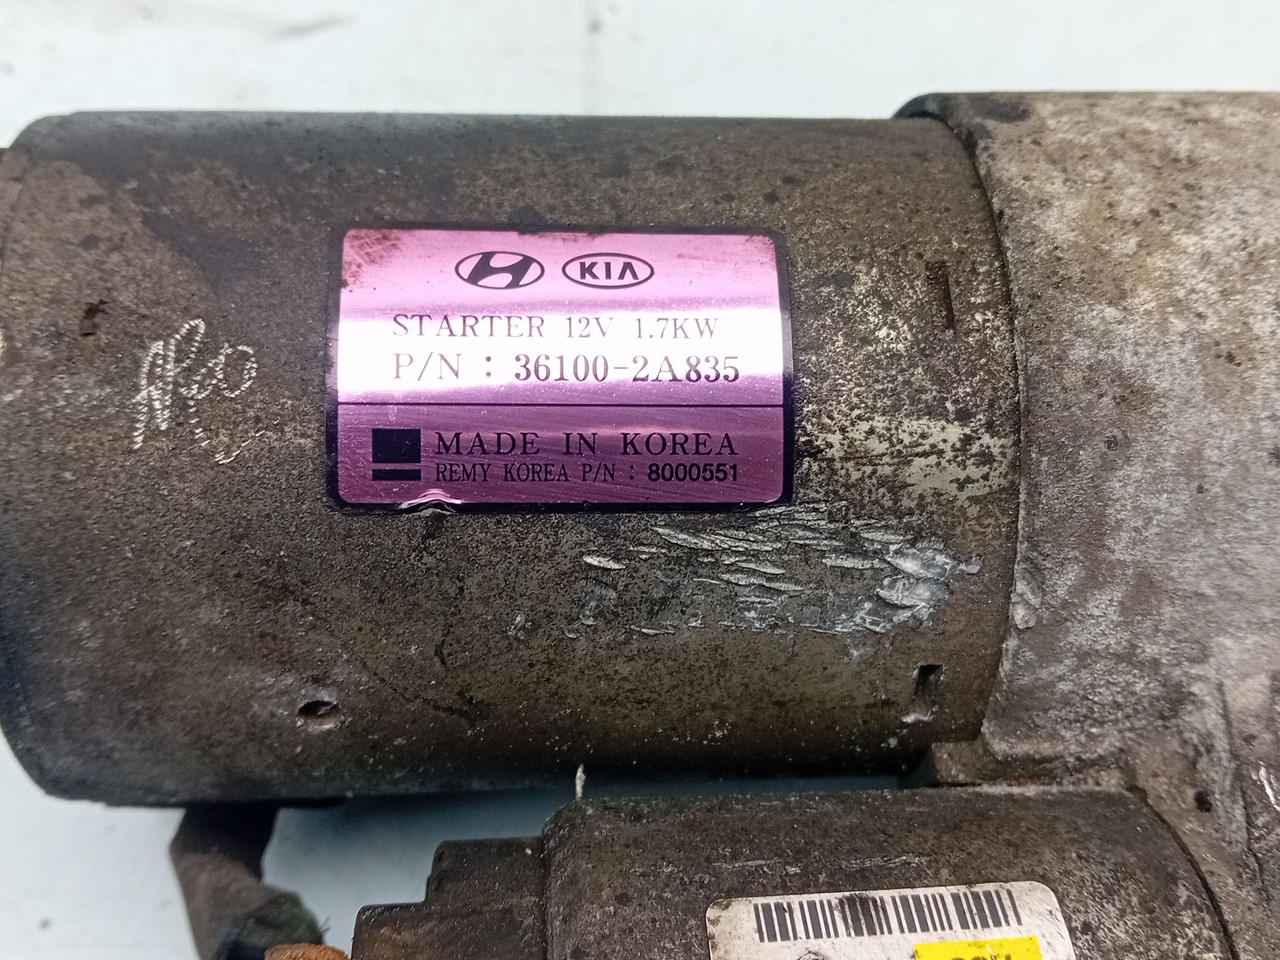 KIA
STARTER 12V 1.7KW
P/N : 36100-2A835
MADE IN KOREA
REMY KOREA P/N : 8000551